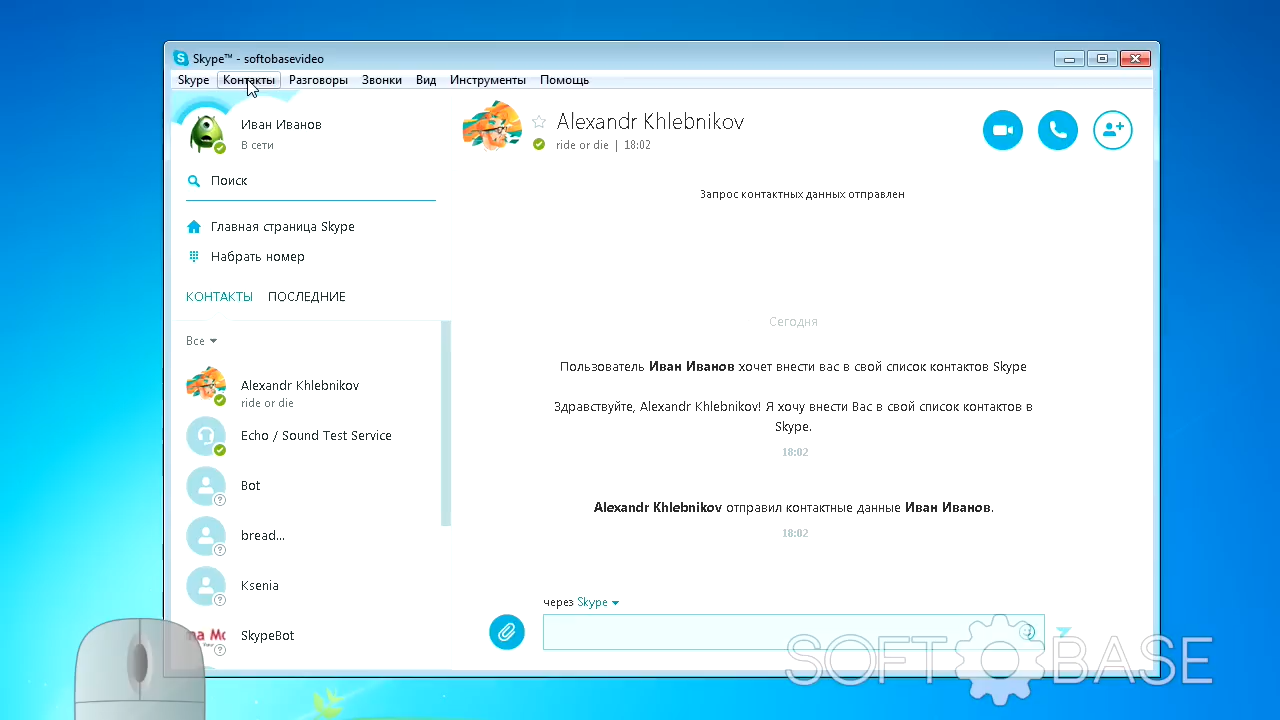 Skype™ - softobasevideo
Skype Контакты Разговоры Звонки Вид Инструменты Помощь
Иван Иванов
В сети
Поиск
Главная страница Skype
Набрать номер
КОНТАКТЫ ПОСЛЕДНИЕ
Все
Alexandr Khlebnikov
ride or die
Echo / Sound Test Service
Bot
bread...
Ksenia
SkypeBot
Alexandr Khlebnikov
ride or die | 18:02
Запрос контактных данных отправлен
Сегодня
Пользователь Иван Иванов хочет внести вас в свой список контактов Skype
Здравствуйте, Alexandr Khlebnikov! Я хочу внести Вас в свой список контактов в
Skype.
18:02
Alexandr Khlebnikov отправил контактные данные Иван Иванов.
18:02
через Skype
SOFT BASE